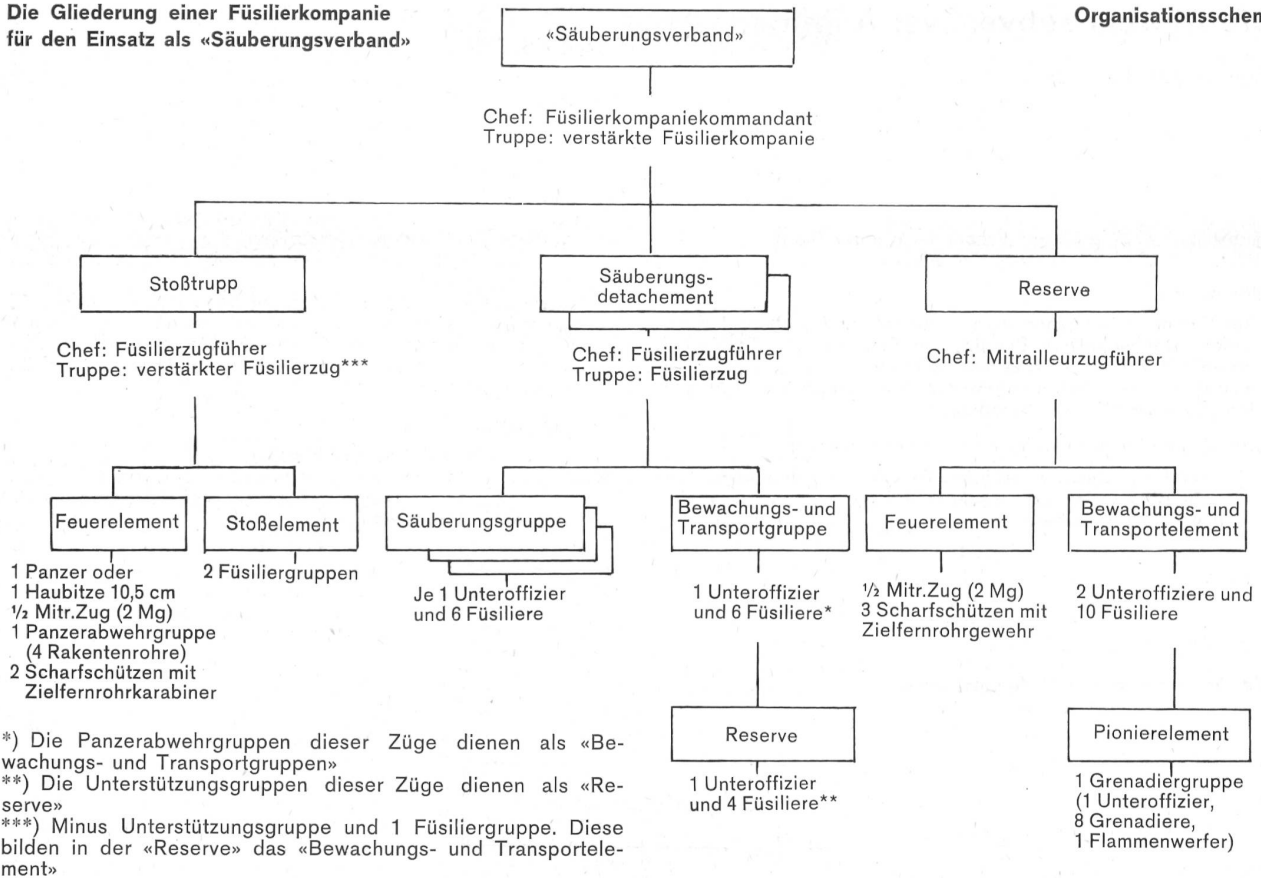 Die Gliederung einer Füsilierkompanie
für den Einsatz als «Säuberungsverband»
Organisationsschem
«Säuberungsverband»
Chef: Füsilierkompaniekommandant
Truppe: verstärkte Füsilierkompanie
Stoßtrupp
Chef: Füsilierzugführer
Truppe: verstärkter Füsilierzug***
Säuberungs-
detachement
Chef: Füsilierzugführer
Truppe: Füsilierzug
Reserve
Chef: Mitrailleurzugführer
Feuerelement
1 Panzer oder
1 Haubitze 10,5 cm
½ Mitr.Zug (2 Mg)
1 Panzerabwehrgruppe
(4 Rakentenrohre)
2 Scharfschützen mit
Zielfernrohrkarabiner
Stoßelement
2 Füsiliergruppen
Säuberungsgruppe
Je 1 Unteroffizier
und 6 Füsiliere
Bewachungs- und
Transportgruppe
1 Unteroffizier
und 6 Füsiliere*
Reserve
1 Unteroffizier
und 4 Füsiliere**
Feuerelement
½ Mitr.Zug (2 Mg)
3 Scharfschützen mit
Zielfernrohrgewehr
Bewachungs- und
Transportelement
2 Unteroffiziere und
10 Füsiliere
Pionierelement
1 Grenadiergruppe
(1 Unteroffizier,
8 Grenadiere,
1 Flammenwerfer)
*) Die Panzerabwehrgruppen dieser Züge dienen als «Be-
wachungs- und Transportgruppen»
**) Die Unterstützungsgruppen dieser Züge dienen als «Re-
serve»
***) Minus Unterstützungsgruppe und 1 Füsiliergruppe. Diese
bilden in der «Reserve» das «Bewachungs- und Transportele-
ment»